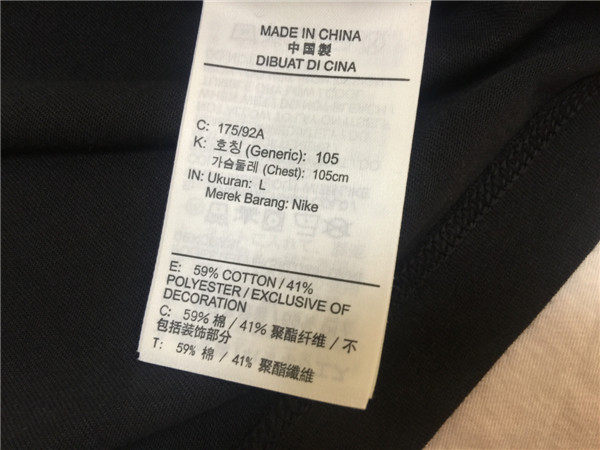 MADE IN CHINA
中国製
DIBUAT DI CINA
C: 175/92A
K: 호칭 (Generic): 105
가슴둘레 (Chest): 105cm
IN: Ukuran: L
Merek Barang: Nike
E: 59% COTTON / 41%
POLYESTER / EXCLUSIVE OF
DECORATION
C: 59% 棉 / 41% 聚酯纤维 / 不
包括装饰部分
T: 59% 棉 / 41% 聚酯纖維